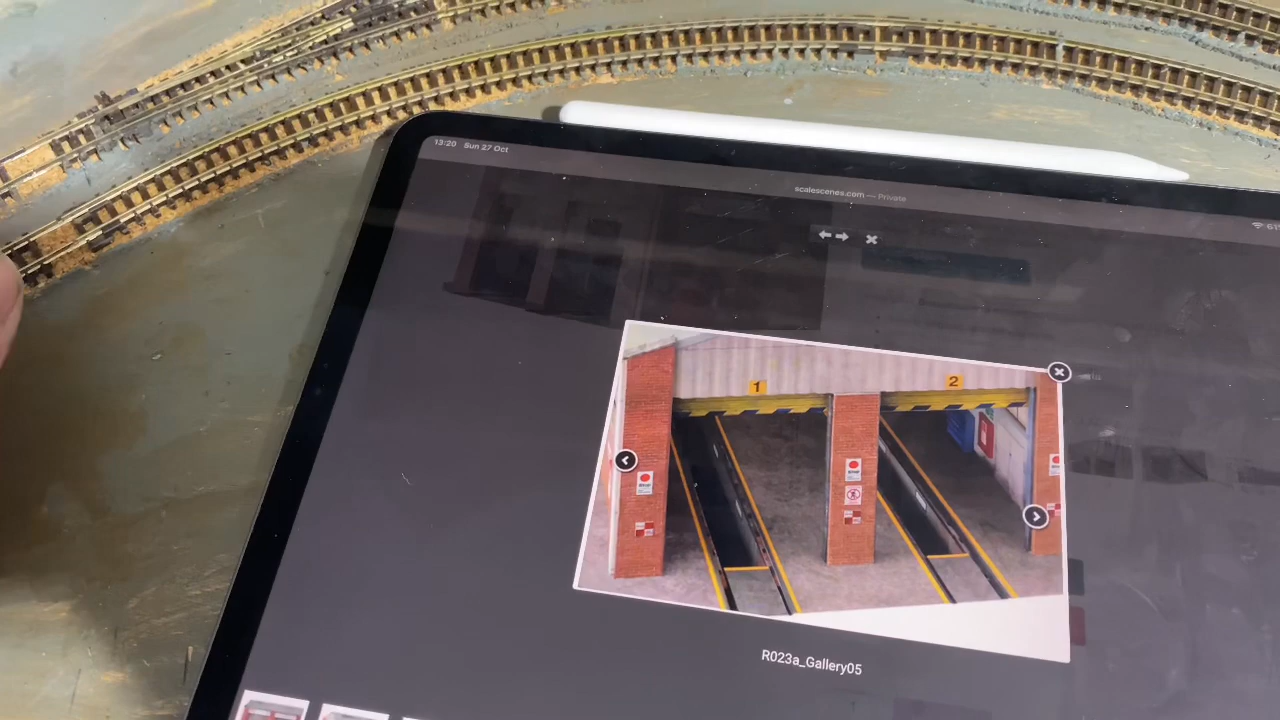 13:20 Sun 27 Oct
scalescenes.com — Private
1
2
R023a_Gallery05